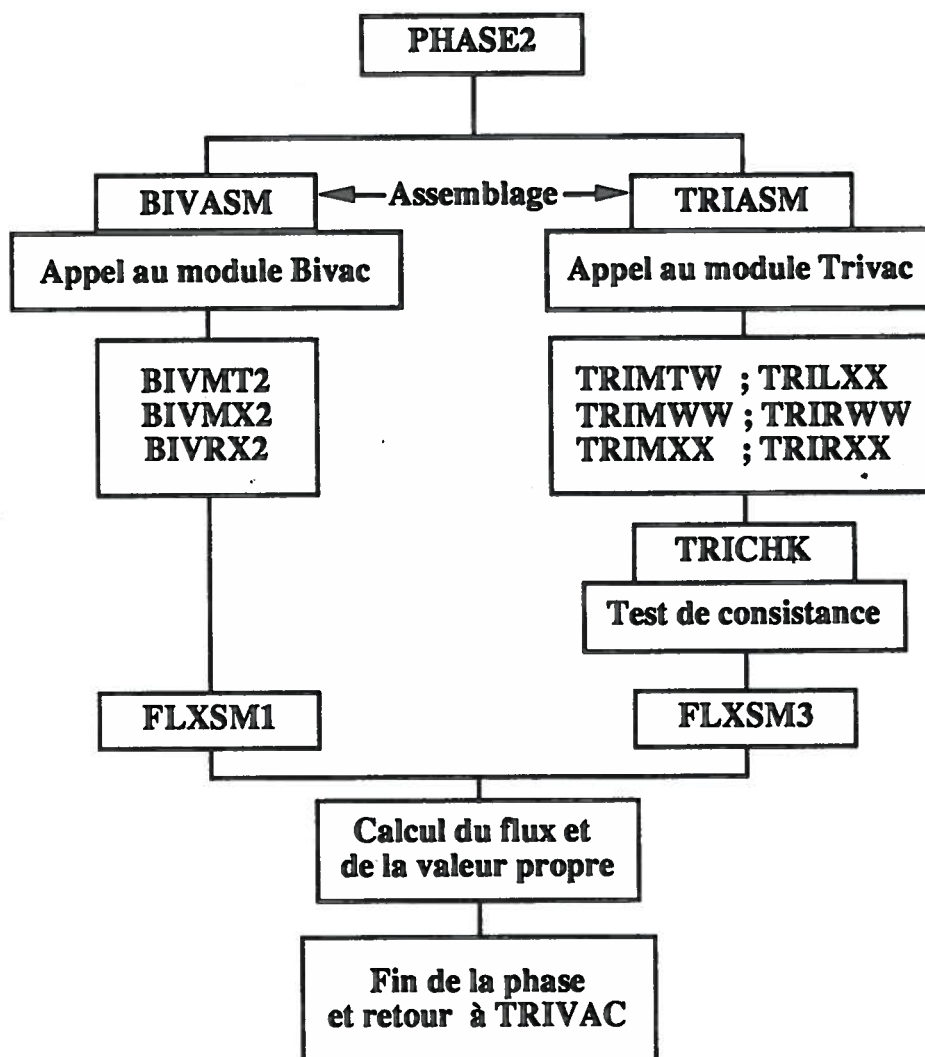 PHASE2
BIVASM
Assemblage
TRIASM
Appel au module Bivac
Appel au module Trivac
BIVMT2
BIVMX2
BIVRX2
TRIMTW ; TRILXX
TRIMWW ; TRIRWW
TRIMXX ; TRIRXX
TRICHK
Test de consistance
FLXSM1
FLXSM3
Calcul du flux et
de la valeur propre
Fin de la phase
et retour à TRIVAC